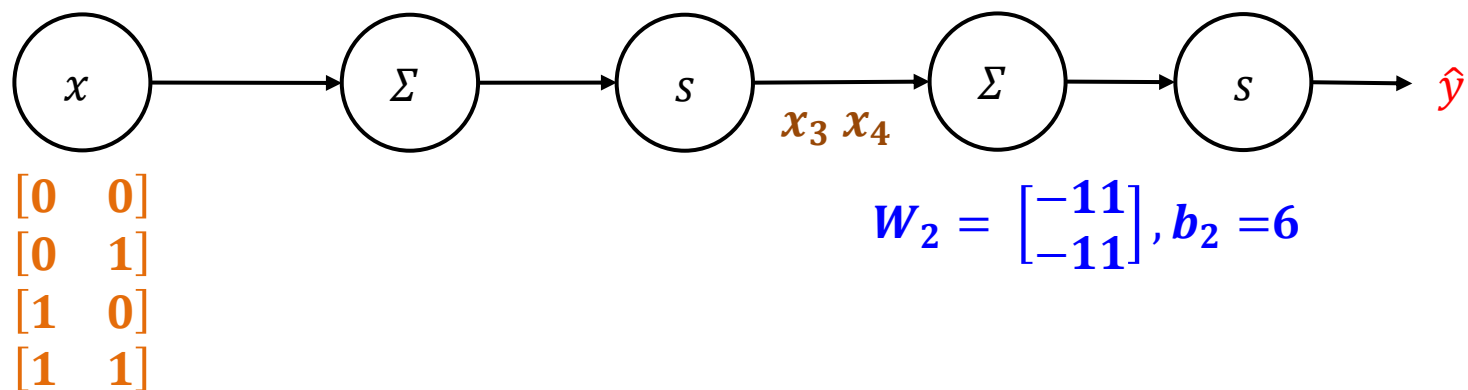 x Σ s Σ s ŷ
x₃ x₄
[0 0]
[0 1]
[1 0]
[1 1]
W₂ = [−11 −11], b₂ =6